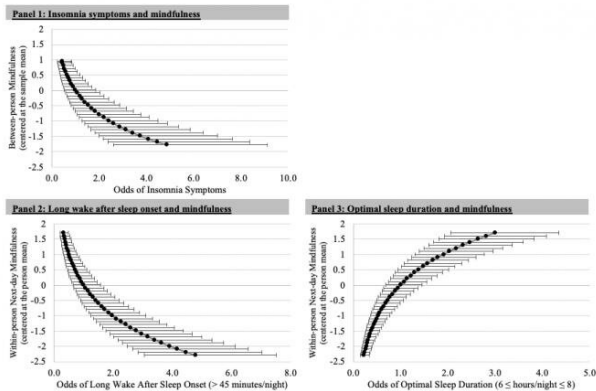 Panel 1: Insomnia symptoms and mindfulness
Between-person Mindfulness
(centered at the sample mean)
2
1.5
1
0.5
0
-0.5
-1
-1.5
-2
-2.5
0.0 2.0 4.0 6.0 8.0 10.0
Odds of Insomnia Symptoms
Panel 2: Long wake after sleep onset and mindfulness
Within-person Next-day Mindfulness
(centered at the person mean)
2
1.5
1
0.5
0
-0.5
-1
-1.5
-2
-2.5
0.0 2.0 4.0 6.0 8.0
Odds of Long Wake After Sleep Onset (> 45 minutes/night)
Panel 3: Optimal sleep duration and mindfulness
Within-person Next-day Mindfulness
(centered at the person mean)
2
1.5
1
0.5
0
-0.5
-1
-1.5
-2
-2.5
0.0 1.0 2.0 3.0 4.0 5.0
Odds of Optimal Sleep Duration (6 ≤ hours/night ≤ 8)